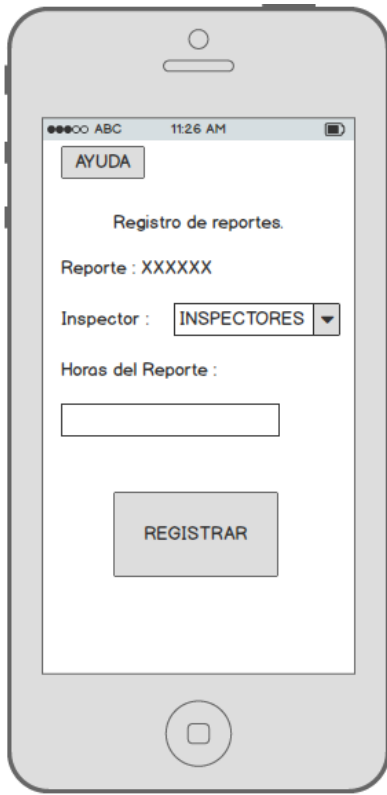 ABC 11:26 AM
AYUDA
Registro de reportes.
Reporte : XXXXXX
Inspector : INSPECTORES
Horas del Reporte :
REGISTRAR